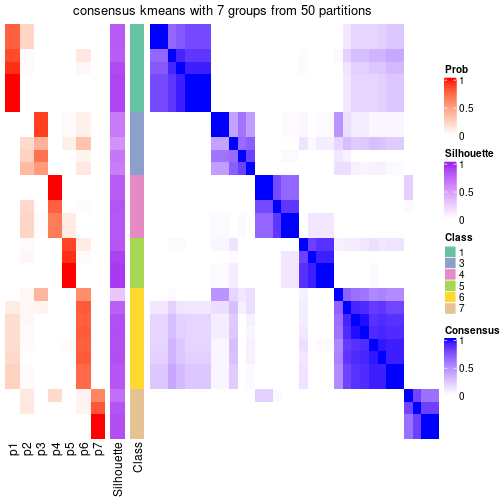 consensus kmeans with 7 groups from 50 partitions
Prob
1
0.5
0
Silhouette
1
0.5
0
Class
1
3
4
5
6
7
Consensus
1
0.5
0
p1
p2
p3
p4
p5
p6
p7
Silhouette
Class